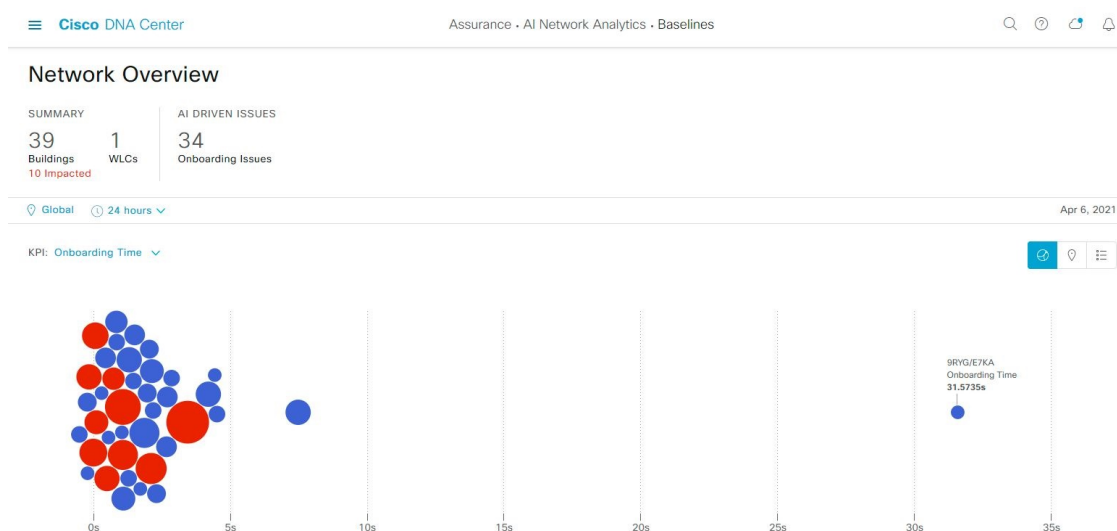 Cisco DNA Center
Assurance • AI Network Analytics • Baselines
Network Overview
SUMMARY
AI DRIVEN ISSUES
39
1
34
Buildings
WLCs
Onboarding Issues
10 Impacted
Global
24 hours
Apr 6, 2021
KPI: Onboarding Time
9RYG/E7KA
Onboarding Time
31.5735s
0s
5s
10s
15s
20s
25s
30s
35s